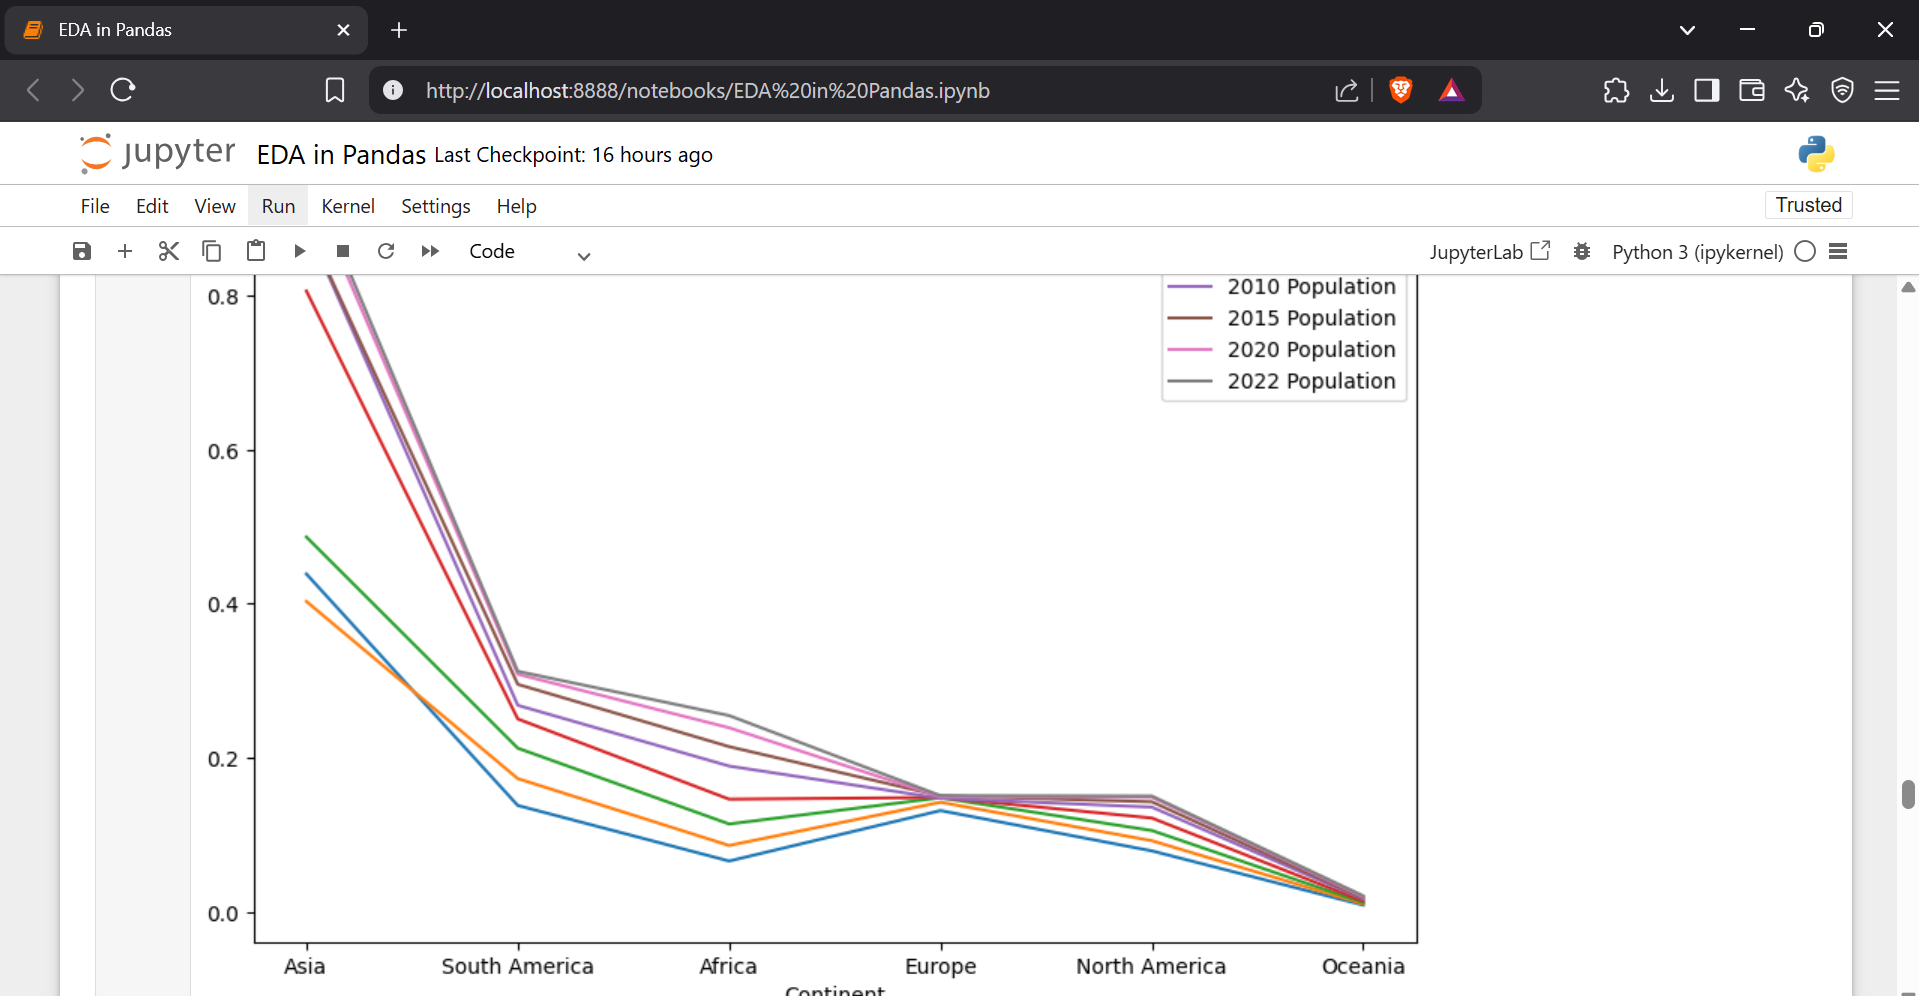 EDA in Pandas
http://localhost:8888/notebooks/EDA%20in%20Pandas.ipynb
jupyter EDA in Pandas Last Checkpoint: 16 hours ago
File Edit View Run Kernel Settings Help Trusted
Code JupyterLab Python 3 (ipykernel)
2010 Population
2015 Population
2020 Population
2022 Population
0.8
0.6
0.4
0.2
0.0
Asia South America Africa Europe North America Oceania
Continent